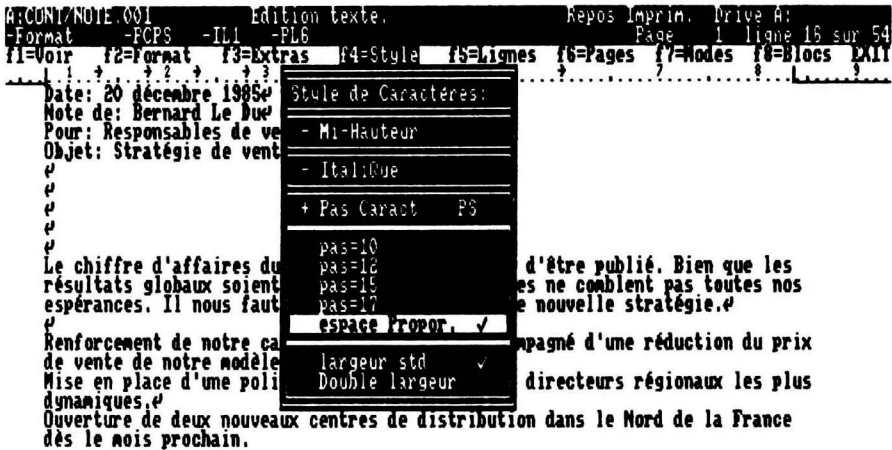 A:CONT/NOTE.001 Edition texte. Repos Imprim. Drive A:
-Format -PCPS -IL1 -PL6 Page 1 ligne 16 sur 54
f1=Voir f2=Format f3=Extras f4=Style f5=Lignes f6=Pages f7=Modes f8=Blocs EXIT
1 2 3 7 8 9
Date: 20 décembre 1985
Note de: Bernard Le Duc
Pour: Responsables de ve
Objet: Stratégie de vent
Style de Caractères:
- Mi-Hauteur
- ItaliQue
+ Pas Caract PS
pas=10
pas=12
pas=15
pas=17
espace Propor. ✓
largeur std ✓
Double largeur
Le chiffre d'affaires du d'être publié. Bien que les
résultats globaux soient es ne comblent pas toutes nos
espérances. Il nous faut e nouvelle stratégie.
Renforcement de notre ca mpagné d'une réduction du prix
de vente de notre modèle
Mise en place d'une poli directeurs régionaux les plus
dynamiques.
Ouverture de deux nouveaux centres de distribution dans le Nord de la France
dès le mois prochain.